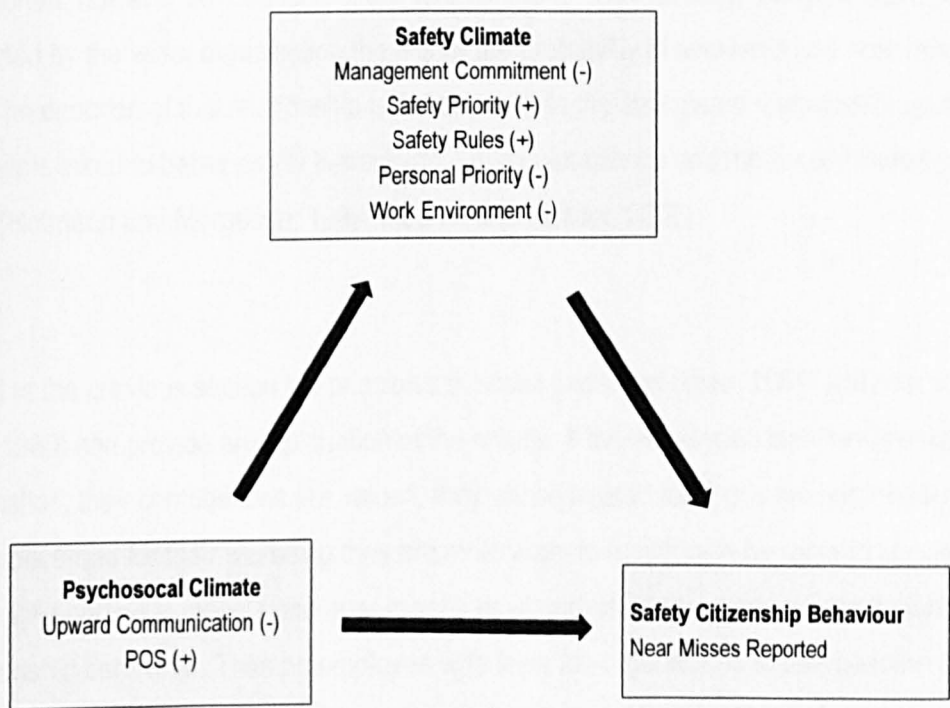 Safety Climate
Management Commitment (-)
Safety Priority (+)
Safety Rules (+)
Personal Priority (-)
Work Environment (-)
Psychosocal Climate
Upward Communication (-)
POS (+)
Safety Citizenship Behaviour
Near Misses Reported